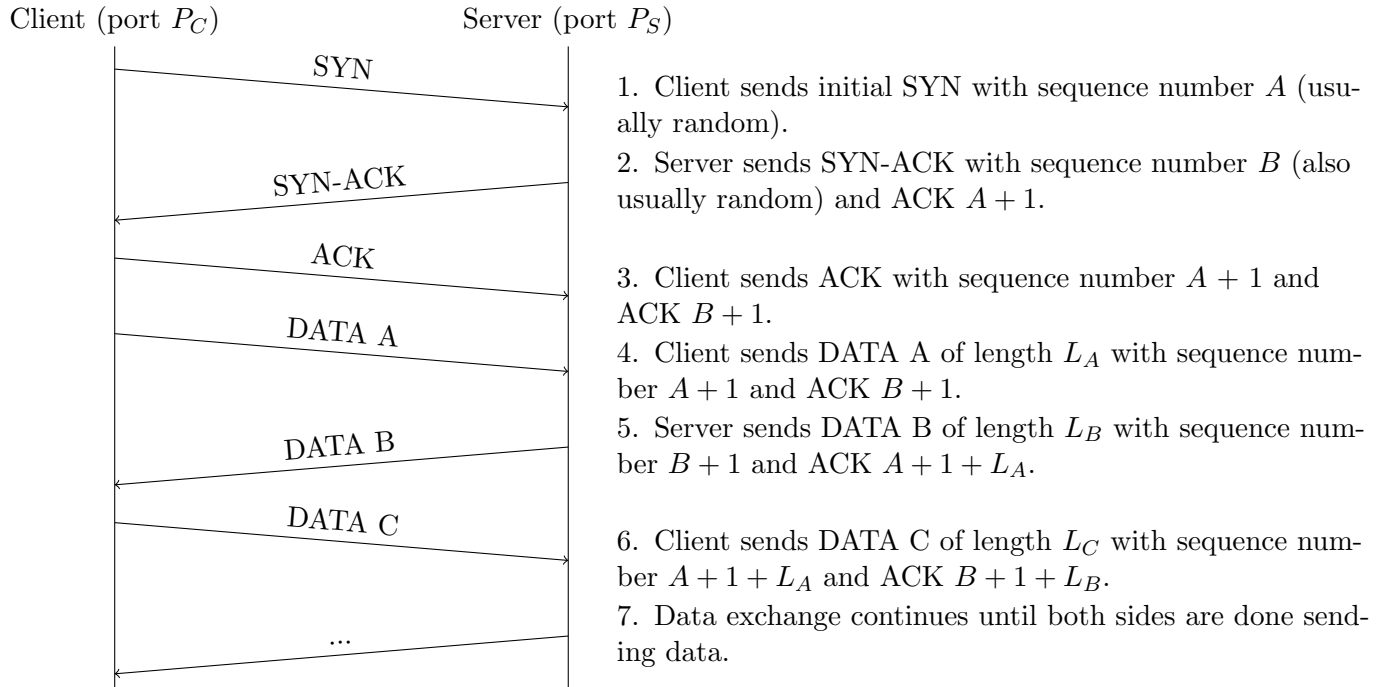 Client (port P_C) Server (port P_S)
SYN
1. Client sends initial SYN with sequence number A (usu-
ally random).
SYN-ACK
2. Server sends SYN-ACK with sequence number B (also
usually random) and ACK A + 1.
ACK
3. Client sends ACK with sequence number A + 1 and
ACK B + 1.
DATA A
4. Client sends DATA A of length L_A with sequence num-
ber A + 1 and ACK B + 1.
DATA B
5. Server sends DATA B of length L_B with sequence num-
ber B + 1 and ACK A + 1 + L_A.
DATA C
6. Client sends DATA C of length L_C with sequence num-
ber A + 1 + L_A and ACK B + 1 + L_B.
...
7. Data exchange continues until both sides are done send-
ing data.